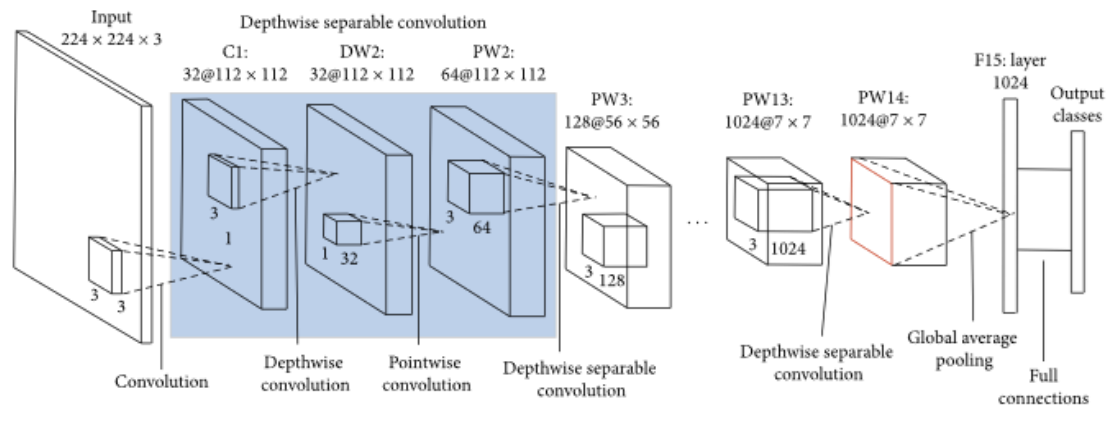 Input
224 × 224 × 3
Depthwise separable convolution
C1:
32@112 × 112
DW2:
32@112 × 112
PW2:
64@112 × 112
PW3:
128@56 × 56
PW13:
1024@7 × 7
PW14:
1024@7 × 7
F15: layer
1024
Output
classes
3
3
3
1
1
32
3
64
3
128
...
3
1024
Convolution
Depthwise
convolution
Pointwise
convolution
Depthwise separable
convolution
Depthwise separable
convolution
Global average
pooling
Full
connections